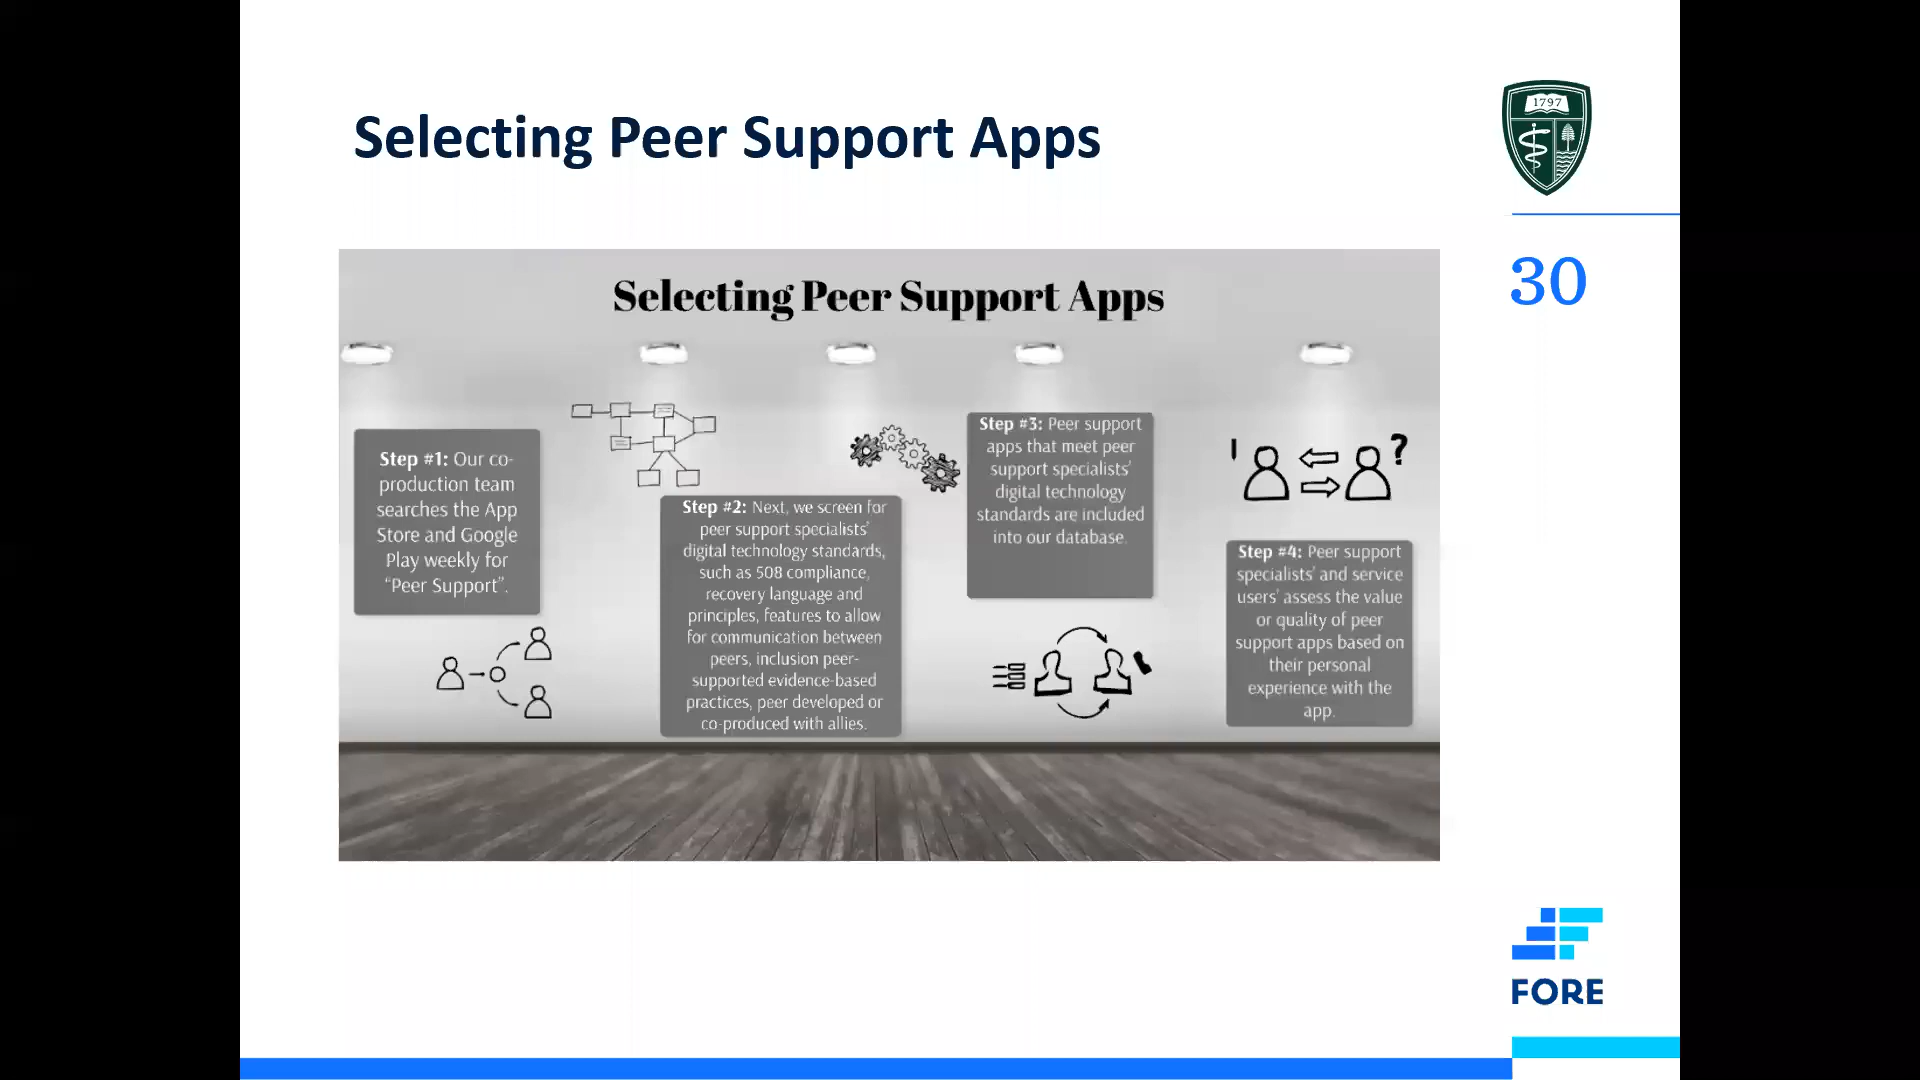 Selecting Peer Support Apps
1797
30
Selecting Peer Support Apps
Step #1: Our co-
production team
searches the App
Store and Google
Play weekly for
“Peer Support”.
Step #2: Next, we screen for
peer support specialists’
digital technology standards,
such as 508 compliance,
recovery language and
principles, features to allow
for communication between
peers, inclusion peer-
supported evidence-based
practices, peer developed or
co-produced with allies.
Step #3: Peer support
apps that meet peer
support specialists’
digital technology
standards are included
into our database.
Step #4: Peer support
specialists’ and service
users’ assess the value
or quality of peer
support apps based on
their personal
experience with the
app.
?
FORE